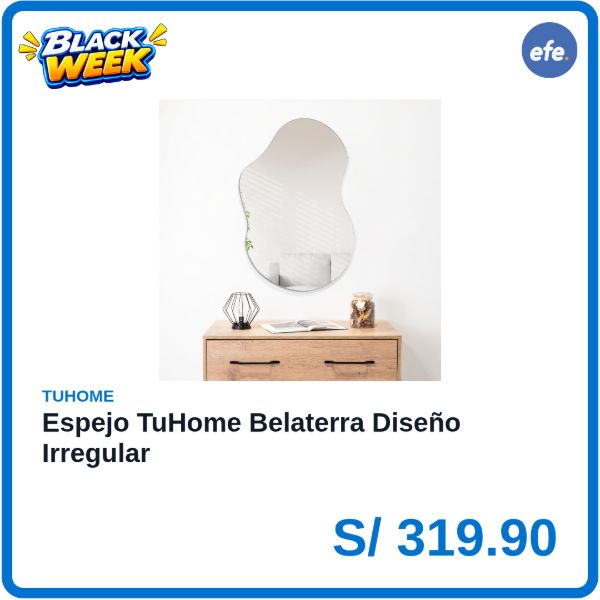 BLACK
WEEK
efe.
TUHOME
Espejo TuHome Belaterra Diseño
Irregular
S/ 319.90